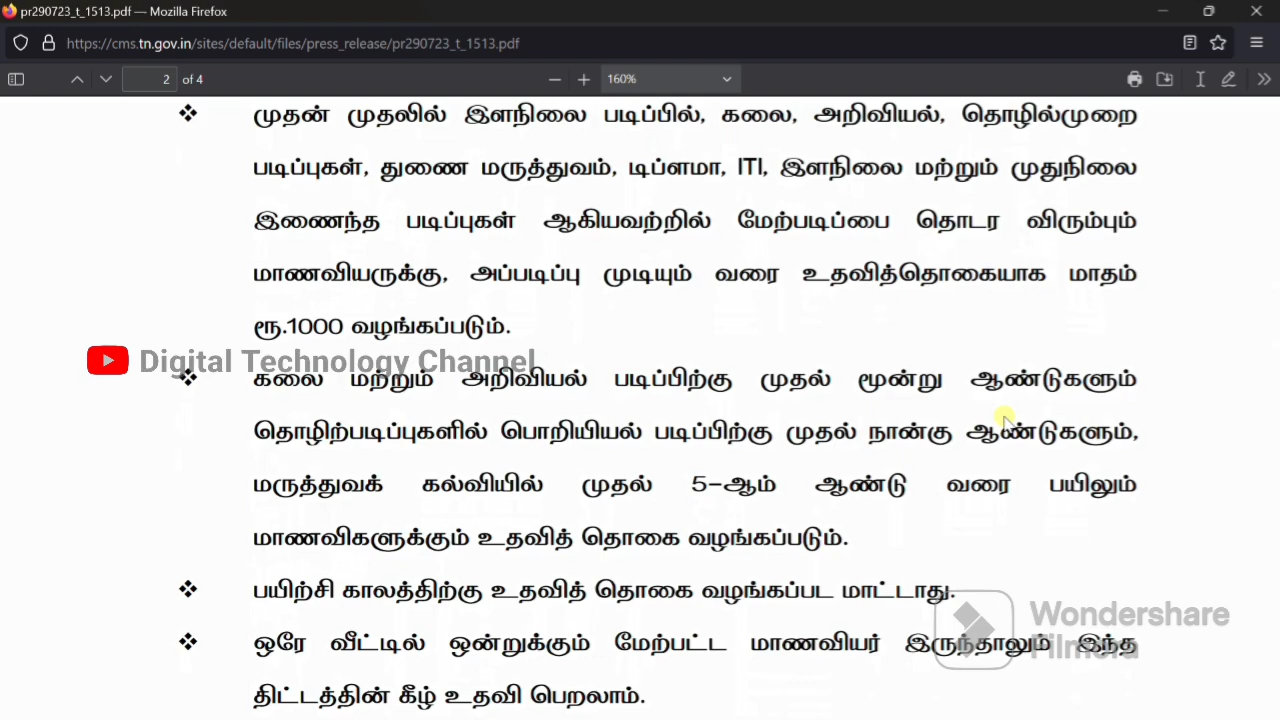 pr290723_t_1513.pdf — Mozilla Firefox
https://cms.tn.gov.in/sites/default/files/press_release/pr290723_t_1513.pdf
2 of 4
160%
❖ முதன் முதலில் இளநிலை படிப்பில், கலை, அறிவியல், தொழில்முறை
படிப்புகள், துணை மருத்துவம், டிப்ளமா, ITI, இளநிலை மற்றும் முதுநிலை
இணைந்த படிப்புகள் ஆகியவற்றில் மேற்படிப்பை தொடர விரும்பும்
மாணவியருக்கு, அப்படிப்பு முடியும் வரை உதவித்தொகையாக மாதம்
ரூ.1000 வழங்கப்படும்.
Digital Technology Channel
❖ கலை மற்றும் அறிவியல் படிப்பிற்கு முதல் மூன்று ஆண்டுகளும்
தொழிற்படிப்புகளில் பொறியியல் படிப்பிற்கு முதல் நான்கு ஆண்டுகளும்,
மருத்துவக் கல்வியில் முதல் 5-ஆம் ஆண்டு வரை பயிலும்
மாணவிகளுக்கும் உதவித் தொகை வழங்கப்படும்.
❖ பயிற்சி காலத்திற்கு உதவித் தொகை வழங்கப்பட மாட்டாது.
Wondershare
Filmora
❖ ஒரே வீட்டில் ஒன்றுக்கும் மேற்பட்ட மாணவியர் இருந்தாலும் இந்த
திட்டத்தின் கீழ் உதவி பெறலாம்.